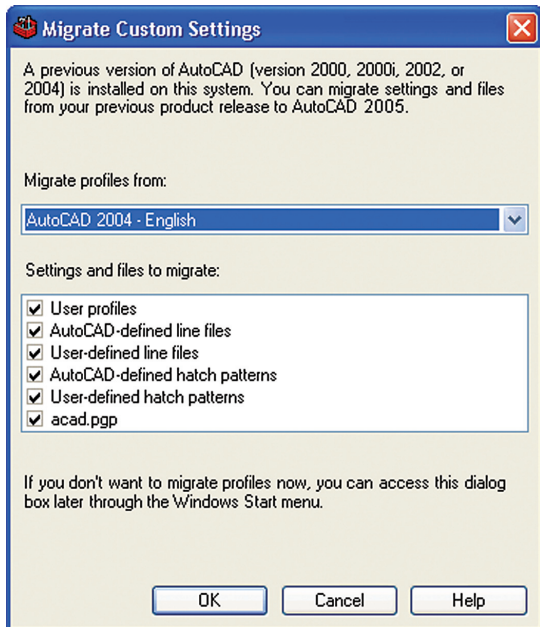 Migrate Custom Settings
A previous version of AutoCAD (version 2000, 2000i, 2002, or
2004) is installed on this system. You can migrate settings and files
from your previous product release to AutoCAD 2005.
Migrate profiles from:
AutoCAD 2004 - English
Settings and files to migrate:
User profiles
AutoCAD-defined line files
User-defined line files
AutoCAD-defined hatch patterns
User-defined hatch patterns
acad.pgp
If you don't want to migrate profiles now, you can access this dialog
box later through the Windows Start menu.
OK Cancel Help